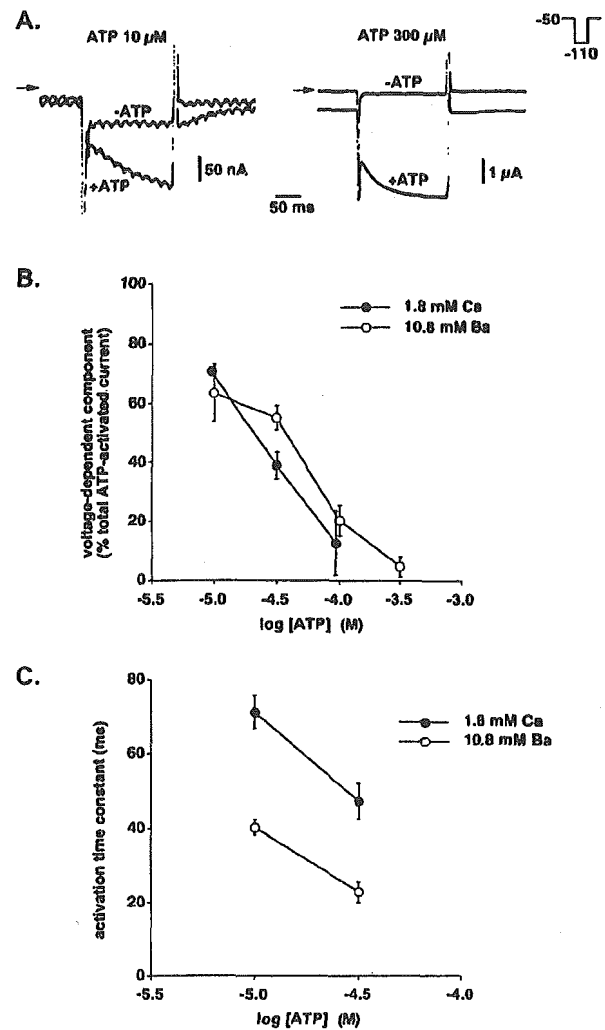 A.
ATP 10 µM
ATP 300 µM
-50
-110
-ATP
+ATP
50 nA
50 ms
-ATP
+ATP
1 µA
B.
voltage-dependent component
(% total ATP-activated current)
100
80
60
40
20
0
-5.5
-5.0
-4.5
-4.0
-3.5
-3.0
log [ATP] (M)
1.8 mM Ca
10.8 mM Ba
C.
activation time constant (ms)
80
60
40
20
0
-5.5
-5.0
-4.5
-4.0
log [ATP] (M)
1.8 mM Ca
10.8 mM Ba